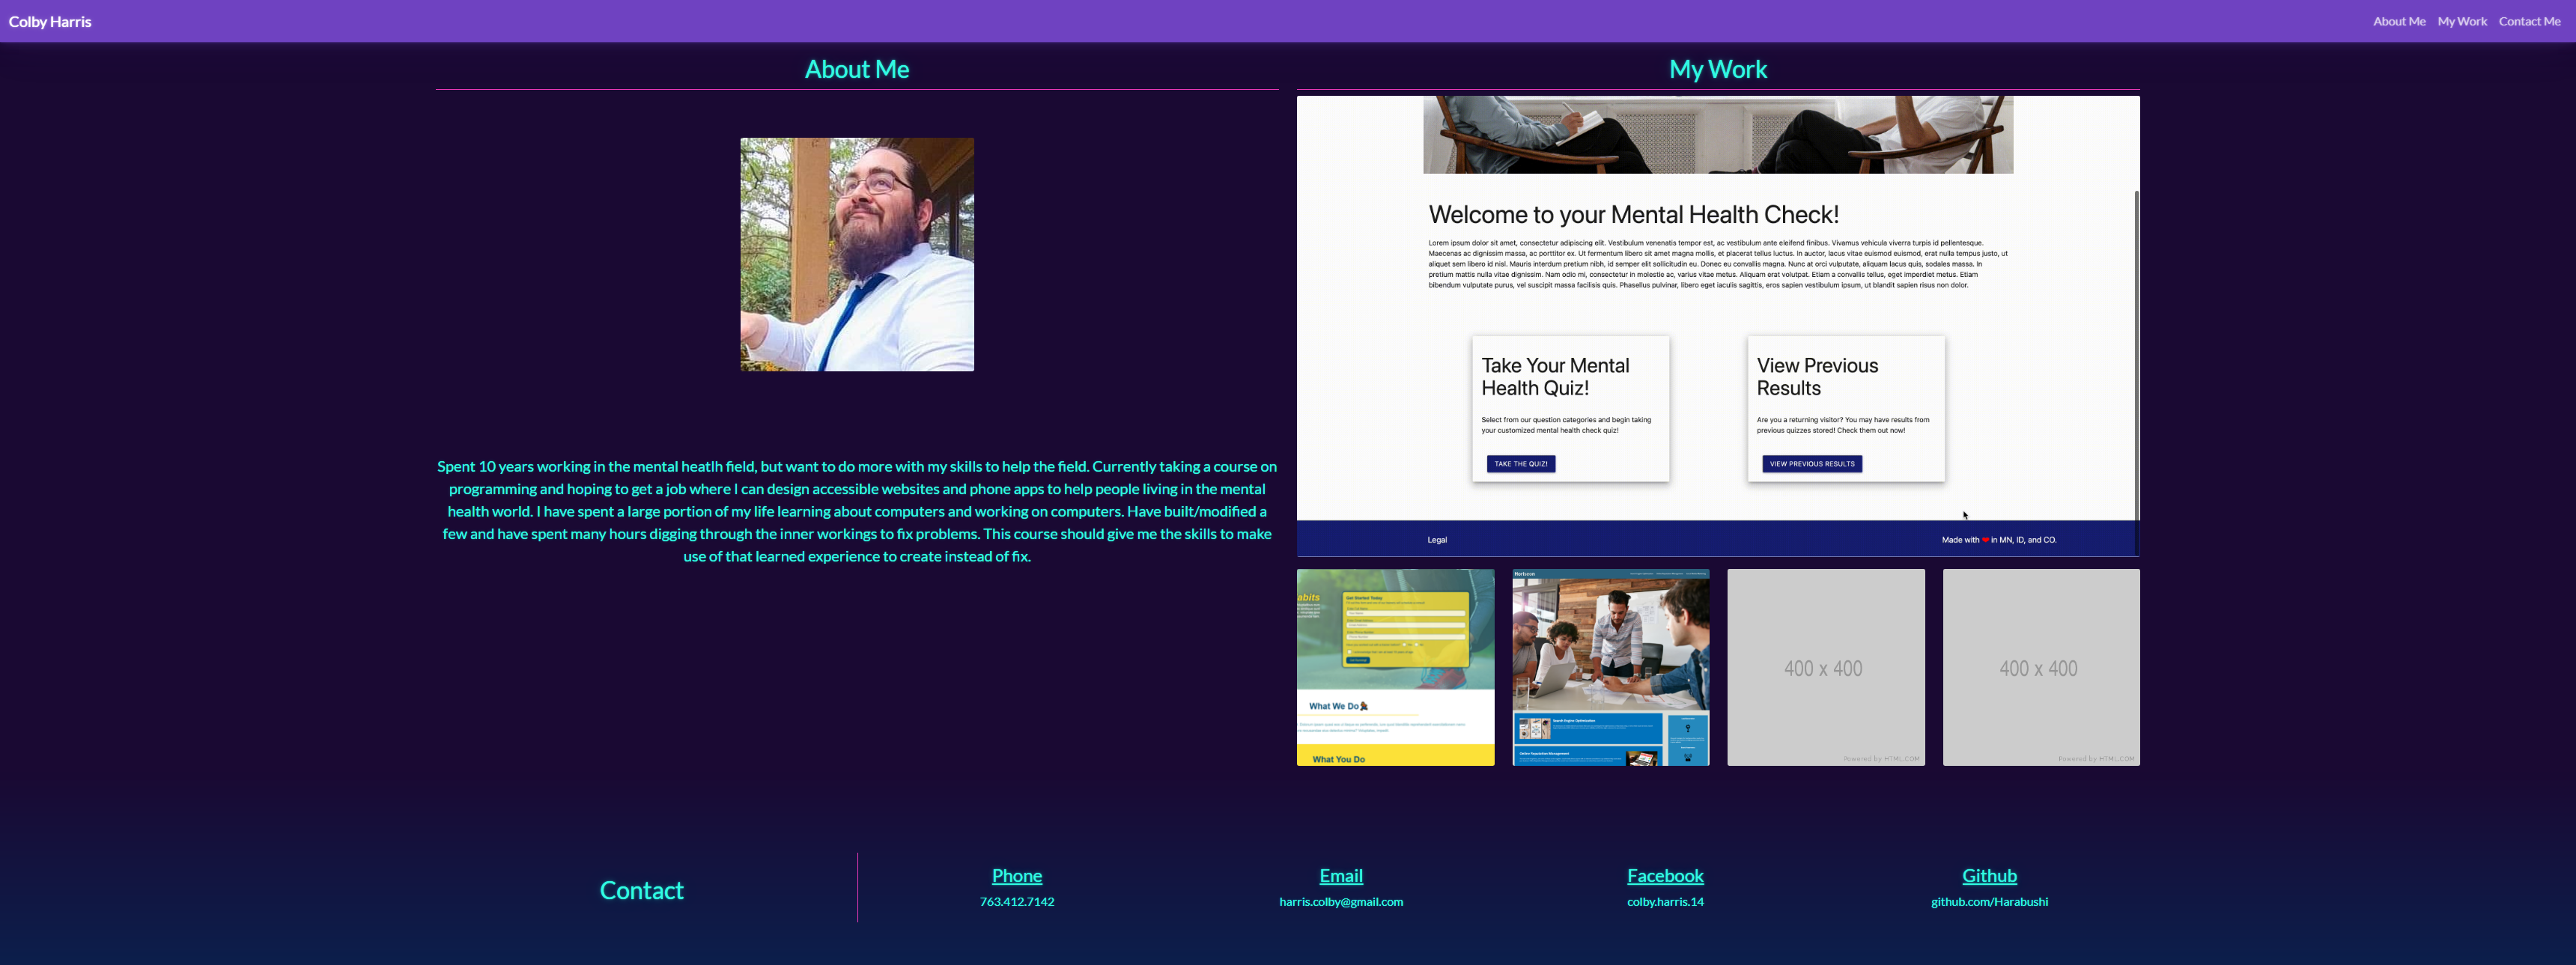 Colby Harris
About Me
My Work
Contact Me
About Me
Spent 10 years working in the mental heatlh field, but want to do more with my skills to help the field. Currently taking a course on
programming and hoping to get a job where I can design accessible websites and phone apps to help people living in the mental
health world. I have spent a large portion of my life learning about computers and working on computers. Have built/modified a
few and have spent many hours digging through the inner workings to fix problems. This course should give me the skills to make
use of that learned experience to create instead of fix.
My Work
Welcome to your Mental Health Check!
Lorem ipsum dolor sit amet, consectetur adipiscing elit. Vestibulum venenatis tempor est, ac vestibulum ante eleifend finibus. Vivamus vehicula viverra turpis id pellentesque.
Maecenas ac dignissim massa, ac porttitor ex. Ut fermentum libero sit amet magna mollis, et placerat tellus luctus. In auctor, lacus vitae euismod euismod, erat nulla tempus justo, ut
aliquet sem libero id nisl. Mauris interdum pretium nibh, id semper elit sollicitudin eu. Donec eu convallis magna. Nunc at orci vulputate, aliquam lacus quis, sodales massa. In
pretium mattis nulla vitae dignissim. Nam odio mi, consectetur in molestie ac, varius vitae metus. Aliquam erat volutpat. Etiam a convallis tellus, eget imperdiet metus. Etiam
bibendum vulputate purus, vel suscipit massa facilisis quis. Phasellus pulvinar, libero eget iaculis sagittis, eros sapien vestibulum ipsum, ut blandit sapien risus non dolor.
Take Your Mental
Health Quiz!
Select from our question categories and begin taking
your customized mental health check quiz!
TAKE THE QUIZ!
View Previous
Results
Are you a returning visitor? You may have results from
previous quizzes stored! Check them out now!
VIEW PREVIOUS RESULTS
Legal
Made with ❤ in MN, ID, and CO.
abits
Get Started Today
What We Do
What You Do
Horiseon
Search Engine Optimization
Online Reputation Management
400 x 400
Powered by HTML.COM
400 x 400
Powered by HTML.COM
Contact
Phone
763.412.7142
Email
harris.colby@gmail.com
Facebook
colby.harris.14
Github
github.com/Harabushi